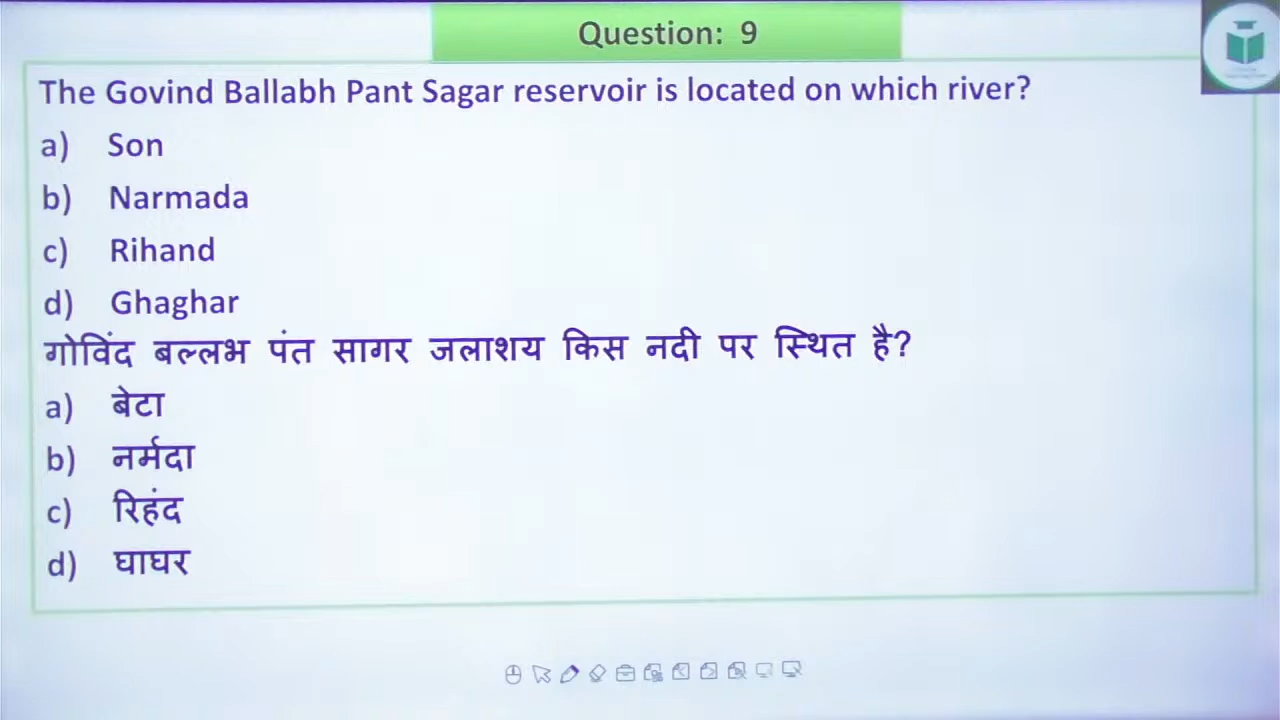 Question: 9
The Govind Ballabh Pant Sagar reservoir is located on which river?
a) Son
b) Narmada
c) Rihand
d) Ghaghar
गोविंद बल्लभ पंत सागर जलाशय किस नदी पर स्थित है?
a) बेटा
b) नर्मदा
c) रिहंद
d) घाघर